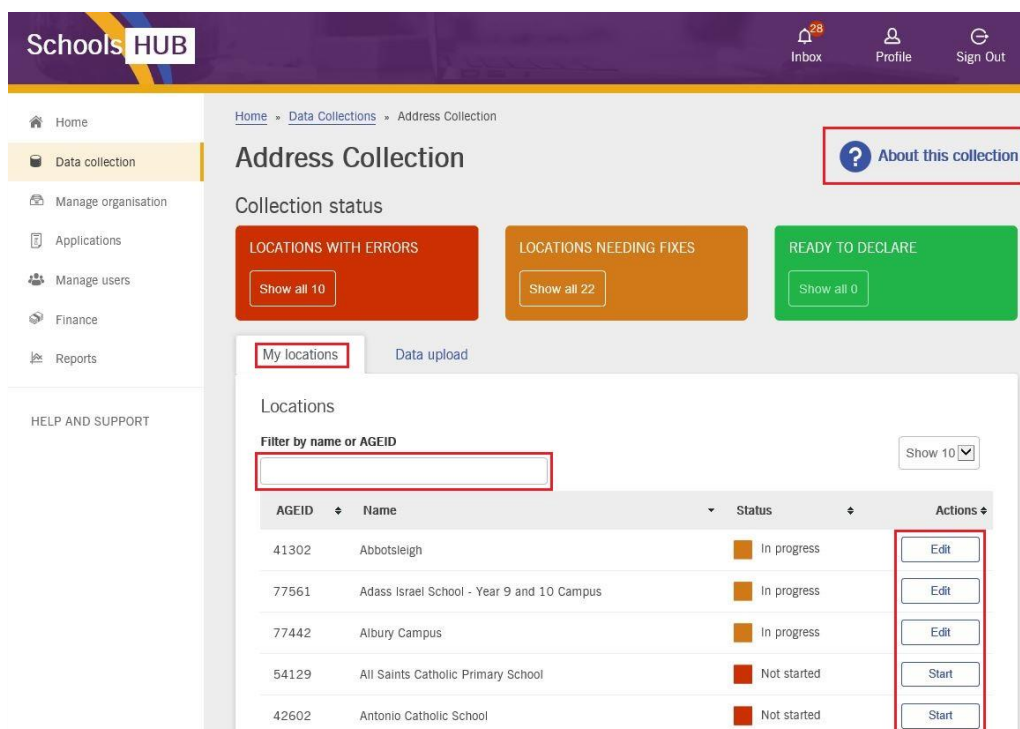 Schools HUB
28
Inbox
Profile
Sign Out
Home
Data collection
Manage organisation
Applications
Manage users
Finance
Reports
HELP AND SUPPORT
Home » Data Collections » Address Collection
Address Collection
? About this collection
Collection status
LOCATIONS WITH ERRORS
Show all 10
LOCATIONS NEEDING FIXES
Show all 22
READY TO DECLARE
Show all 0
My locations
Data upload
Locations
Filter by name or AGEID
Show 10
AGEID Name Status Actions
41302 Abbotsleigh In progress Edit
77561 Adass Israel School - Year 9 and 10 Campus In progress Edit
77442 Albury Campus In progress Edit
54129 All Saints Catholic Primary School Not started Start
42602 Antonio Catholic School Not started Start